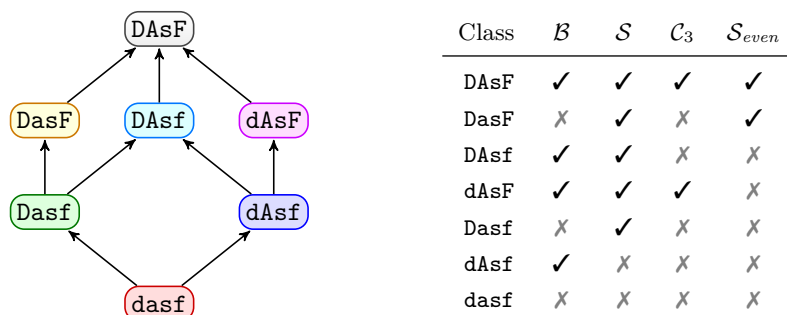 DAsF
DasF DAsf dAsF
Dasf dAsf
dasf
Class ℬ 𝒮 𝒞₃ 𝒮ₑᵥₑₙ
DAsF ✓ ✓ ✓ ✓
DasF ✗ ✓ ✗ ✓
DAsf ✓ ✓ ✗ ✗
dAsF ✓ ✓ ✓ ✗
Dasf ✗ ✓ ✗ ✗
dAsf ✓ ✗ ✗ ✗
dasf ✗ ✗ ✗ ✗